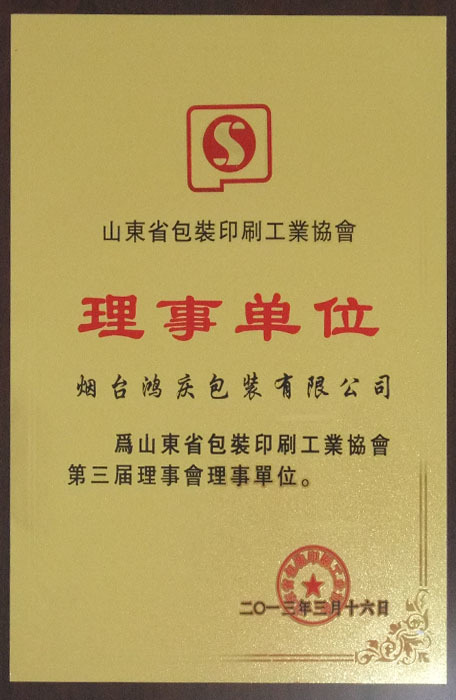 山東省包裝印刷工業協會
理事单位
烟台鸿庆包裝有限公司
爲山東省包裝印刷工業協會
第三届理事會理事單位。
二〇一三年三月十六日